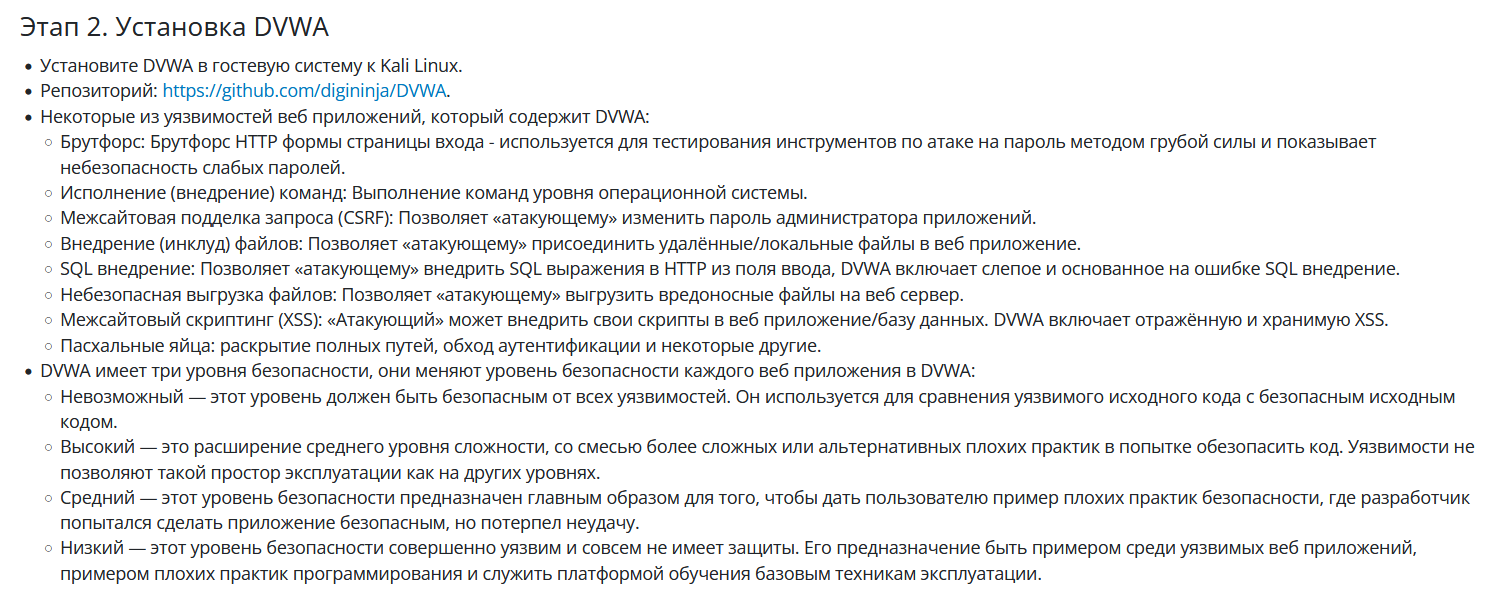 Этап 2. Установка DVWA
• Установите DVWA в гостевую систему к Kali Linux.
• Репозиторий: https://github.com/digininja/DVWA.
• Некоторые из уязвимостей веб приложений, который содержит DVWA:
◦ Брутфорс: Брутфорс HTTP формы страницы входа - используется для тестирования инструментов по атаке на пароль методом грубой силы и показывает
небезопасность слабых паролей.
◦ Исполнение (внедрение) команд: Выполнение команд уровня операционной системы.
◦ Межсайтовая подделка запроса (CSRF): Позволяет «атакующему» изменить пароль администратора приложений.
◦ Внедрение (инклуд) файлов: Позволяет «атакующему» присоединить удалённые/локальные файлы в веб приложение.
◦ SQL внедрение: Позволяет «атакующему» внедрить SQL выражения в HTTP из поля ввода, DVWA включает слепое и основанное на ошибке SQL внедрение.
◦ Небезопасная выгрузка файлов: Позволяет «атакующему» выгрузить вредоносные файлы на веб сервер.
◦ Межсайтовый скриптинг (XSS): «Атакующий» может внедрить свои скрипты в веб приложение/базу данных. DVWA включает отражённую и хранимую XSS.
◦ Пасхальные яйца: раскрытие полных путей, обход аутентификации и некоторые другие.
• DVWA имеет три уровня безопасности, они меняют уровень безопасности каждого веб приложения в DVWA:
◦ Невозможный — этот уровень должен быть безопасным от всех уязвимостей. Он используется для сравнения уязвимого исходного кода с безопасным исходным
кодом.
◦ Высокий — это расширение среднего уровня сложности, со смесью более сложных или альтернативных плохих практик в попытке обезопасить код. Уязвимости не
позволяют такой простор эксплуатации как на других уровнях.
◦ Средний — этот уровень безопасности предназначен главным образом для того, чтобы дать пользователю пример плохих практик безопасности, где разработчик
попытался сделать приложение безопасным, но потерпел неудачу.
◦ Низкий — этот уровень безопасности совершенно уязвим и совсем не имеет защиты. Его предназначение быть примером среди уязвимых веб приложений,
примером плохих практик программирования и служить платформой обучения базовым техникам эксплуатации.